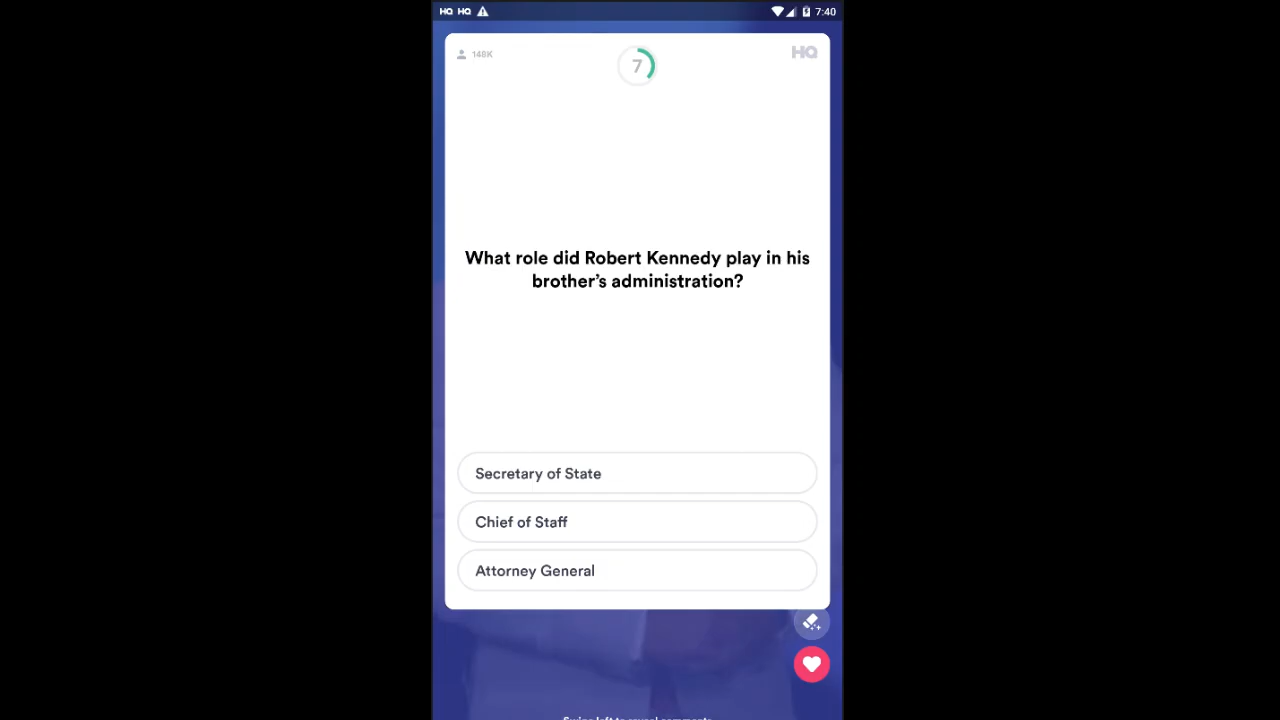 HQ HQ 7:40
148K 7 HQ
What role did Robert Kennedy play in his
brother's administration?
Secretary of State
Chief of Staff
Attorney General